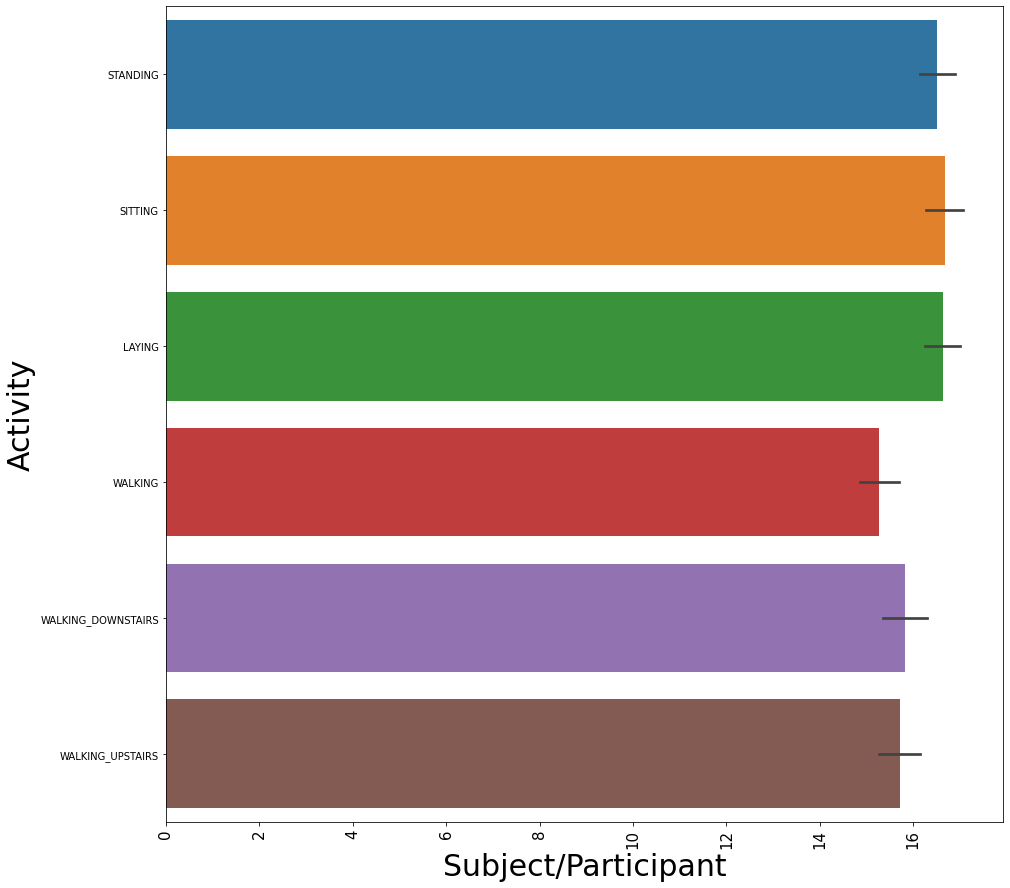 STANDING
SITTING
LAYING
WALKING
WALKING_DOWNSTAIRS
WALKING_UPSTAIRS
Activity
0 2 4 6 8 10 12 14 16
Subject/Participant